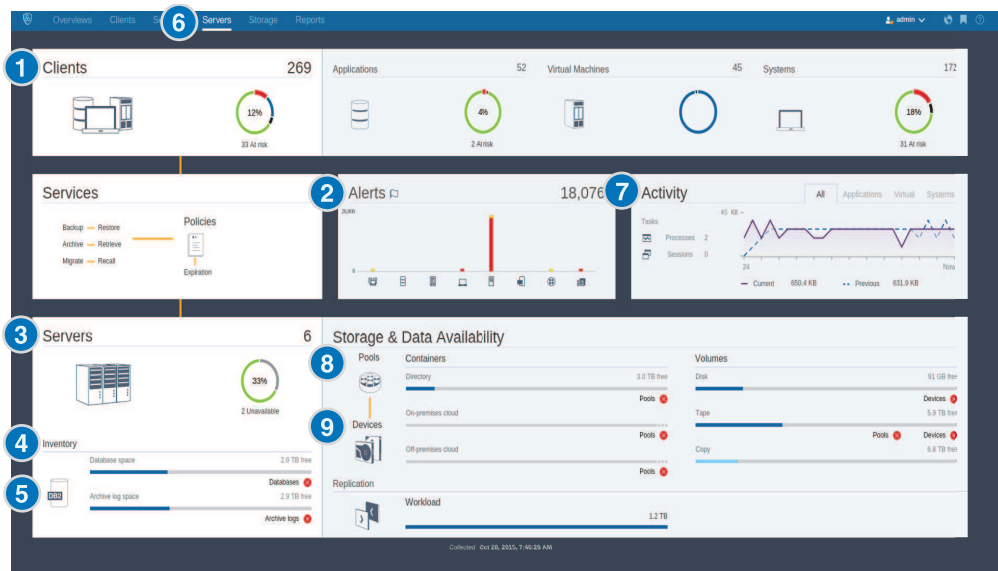 Overviews Clients S 6 Servers Storage Reports admin
1 Clients 269
12%
33 At risk
Applications 52
4%
2 At risk
Virtual Machines 45
Systems 172
18%
31 At risk
Services
Backup Restore
Archive Retrieve
Migrate Recall
Policies
Expiration
2 Alerts 18,076
20,000
0
7 Activity
All Applications Virtual Systems
Tasks
Processes 2
Sessions 0
45 KB
24 Now
Current 650.4 KB Previous 631.9 KB
3 Servers 6
33%
2 Unavailable
4 Inventory
Database space 2.9 TB free
Databases
5 DB2
Archive log space 2.9 TB free
Archive logs
Storage & Data Availability
8 Pools
9 Devices
Containers
Directory 3.0 TB free
Pools
On-premises cloud
Pools
Off-premises cloud
Pools
Volumes
Disk 91 GB free
Devices
Tape 5.9 TB free
Pools Devices
Copy 6.8 TB free
Replication
Workload
1.2 TB
Collected Oct 20, 2015, 7:46:25 AM